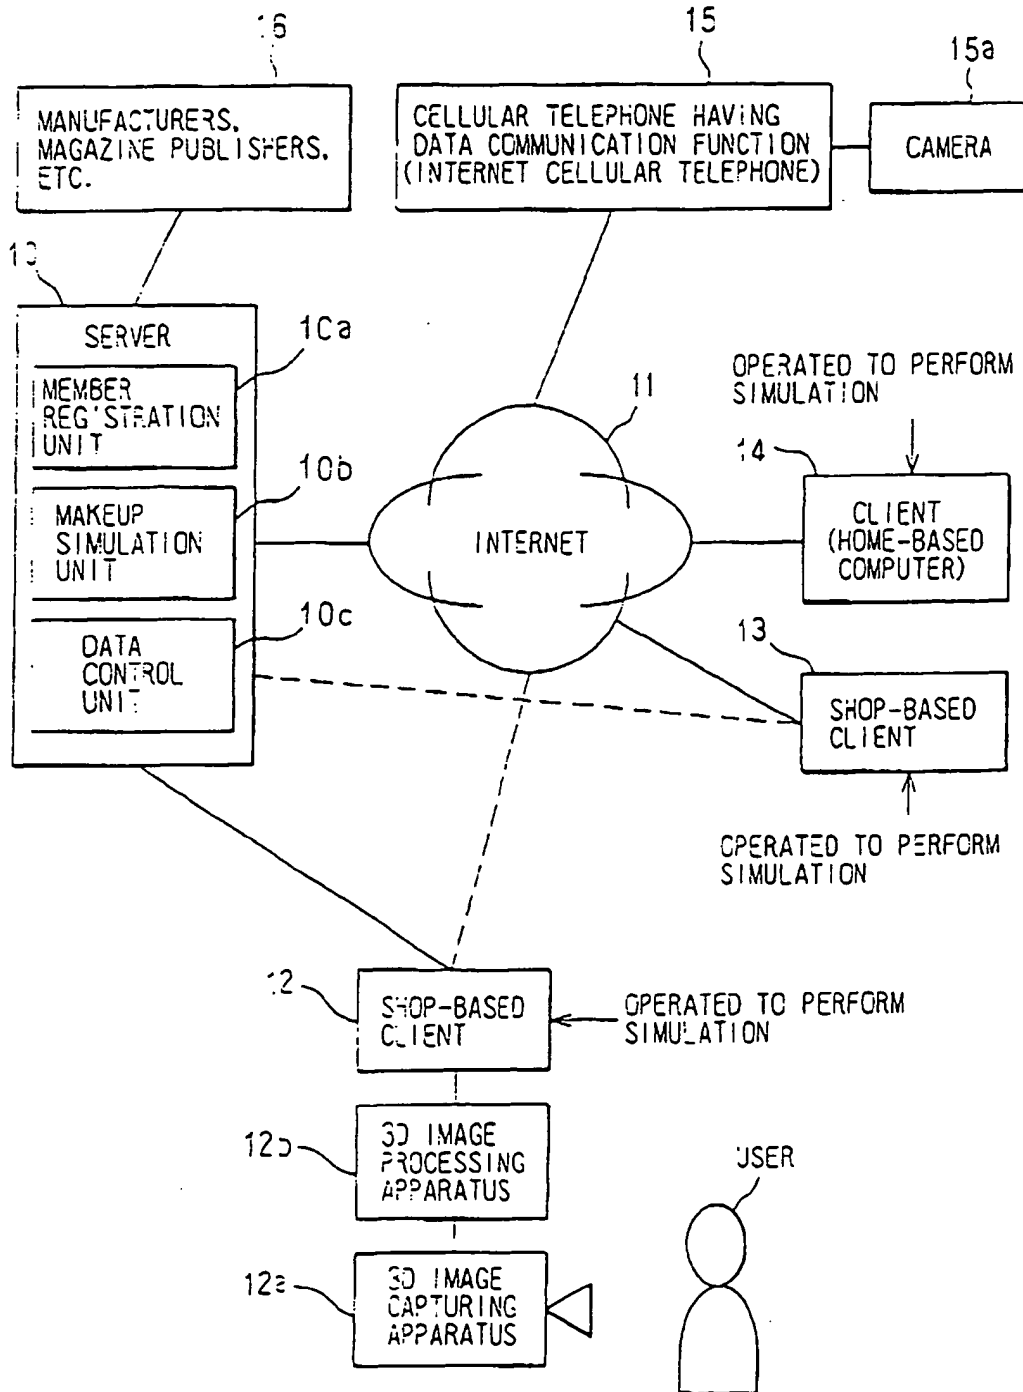 16
MANUFACTURERS,
MAGAZINE PUBLISHERS,
ETC.
15
CELLULAR TELEPHONE HAVING
DATA COMMUNICATION FUNCTION
(INTERNET CELLULAR TELEPHONE)
15a
CAMERA
10
SERVER
10a
MEMBER
REGISTRATION
UNIT
10b
MAKEUP
SIMULATION
UNIT
10c
DATA
CONTROL
UNIT
11
INTERNET
OPERATED TO PERFORM
SIMULATION
14
CLIENT
(HOME-BASED
COMPUTER)
13
SHOP-BASED
CLIENT
OPERATED TO PERFORM
SIMULATION
12
SHOP-BASED
CLIENT
OPERATED TO PERFORM
SIMULATION
12b
3D IMAGE
PROCESSING
APPARATUS
12a
3D IMAGE
CAPTURING
APPARATUS
USER